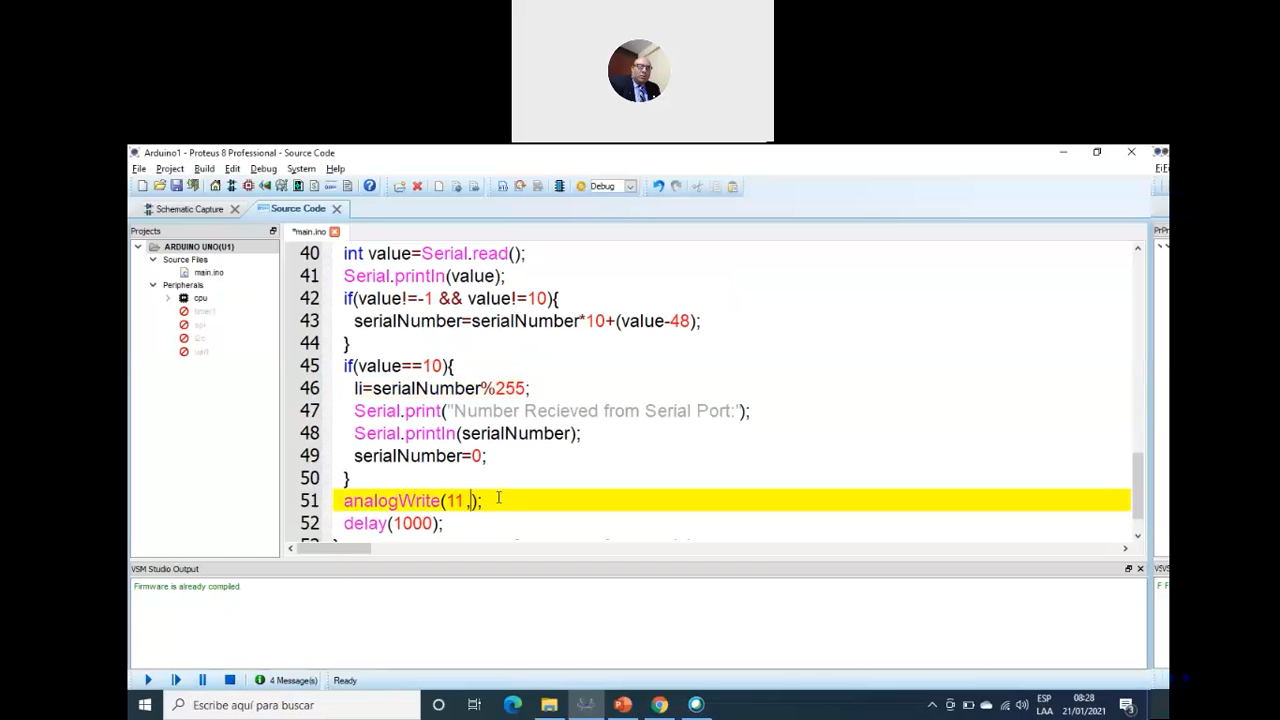 Arduino1 - Proteus 8 Professional - Source Code
File Project Build Edit Debug System Help
Debug
Schematic Capture
Source Code
Projects
*main.ino
ARDUINO UNO(U1)
Source Files
main.ino
Peripherals
cpu
timer1
spi
i2c
uart
40 int value=Serial.read();
41 Serial.println(value);
42 if(value!=-1 && value!=10){
43 serialNumber=serialNumber*10+(value-48);
44 }
45 if(value==10){
46 li=serialNumber%255;
47 Serial.print("Number Recieved from Serial Port:");
48 Serial.println(serialNumber);
49 serialNumber=0;
50 }
51 analogWrite(11,);
52 delay(1000);
VSM Studio Output
Firmware is already compiled.
4 Message(s)
Ready
Escribe aquí para buscar
ESP
LAA
08:28
21/01/2021
3